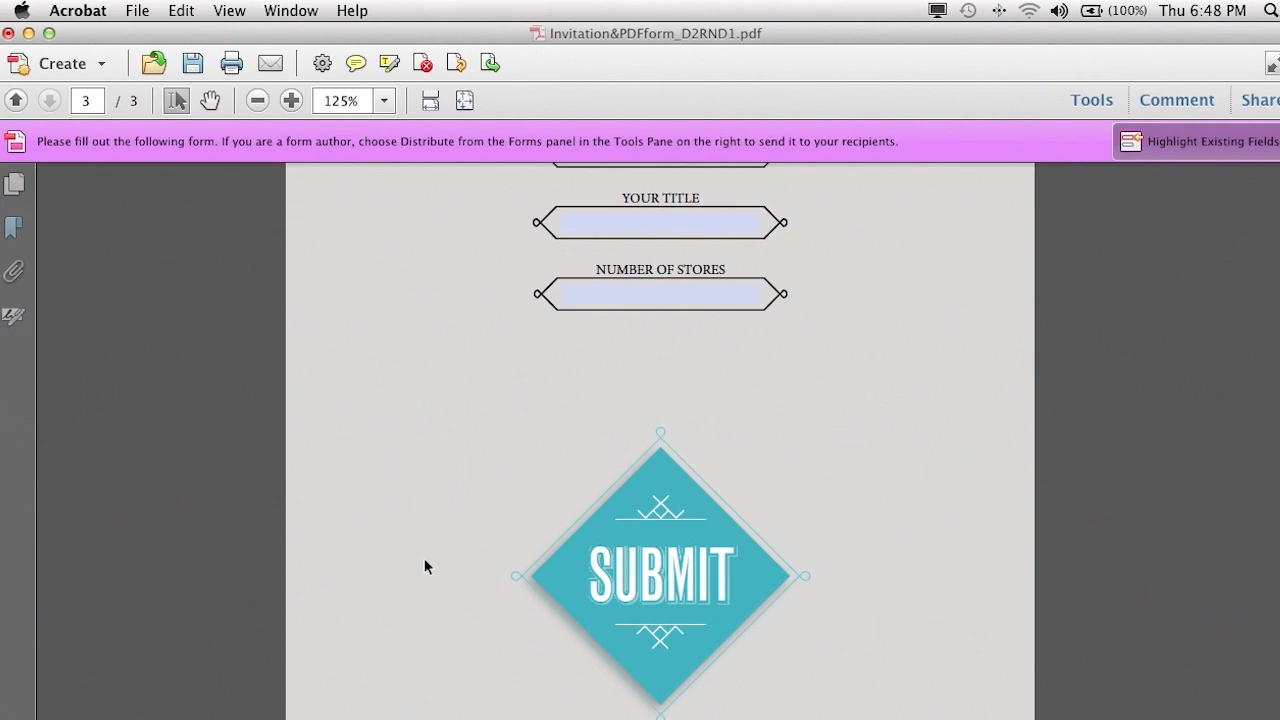 Acrobat File Edit View Window Help (100%) Thu 6:48 PM
Invitation&PDFform_D2RND1.pdf
Create
3 / 3 125% Tools Comment Share
Please fill out the following form. If you are a form author, choose Distribute from the Forms panel in the Tools Pane on the right to send it to your recipients. Highlight Existing Fields
YOUR TITLE
NUMBER OF STORES
SUBMIT